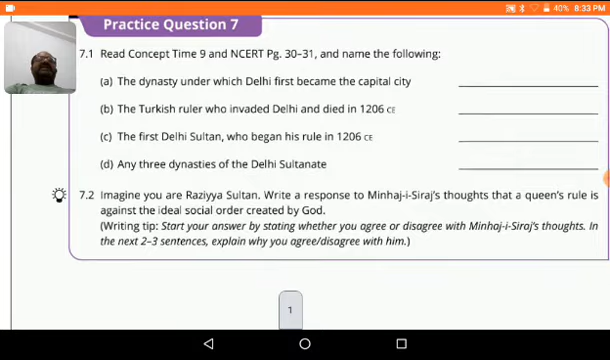 40% 8:33 PM
Practice Question 7
7.1 Read Concept Time 9 and NCERT Pg. 30–31, and name the following:
(a) The dynasty under which Delhi first became the capital city
(b) The Turkish ruler who invaded Delhi and died in 1206 CE
(c) The first Delhi Sultan, who began his rule in 1206 CE
(d) Any three dynasties of the Delhi Sultanate
7.2 Imagine you are Raziyya Sultan. Write a response to Minhaj-i-Siraj's thoughts that a queen's rule is
against the ideal social order created by God.
(Writing tip: Start your answer by stating whether you agree or disagree with Minhaj-i-Siraj's thoughts. In
the next 2–3 sentences, explain why you agree/disagree with him.)
1